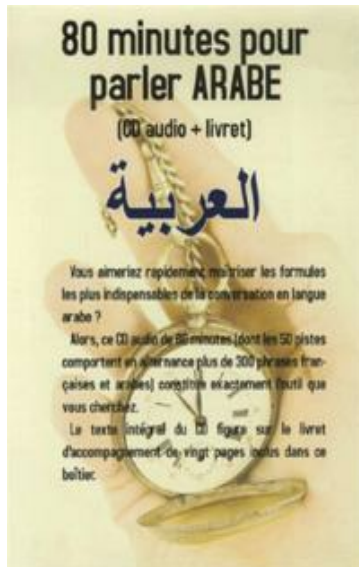 80 minutes pour
parler ARABE
(CD audio + livret)
العربية
Vous aimeriez rapidement maîtriser les formules
les plus indispensables de la conversation en langue
arabe ?
Alors, ce CD audio de 80 minutes (dont les 50 pistes
comportent en alternance plus de 300 phrases fran-
çaises et arabes) constitue exactement l'outil que
vous cherchez.
Le texte intégral du CD figure sur le livret
d'accompagnement de vingt pages inclus dans ce
boîtier.